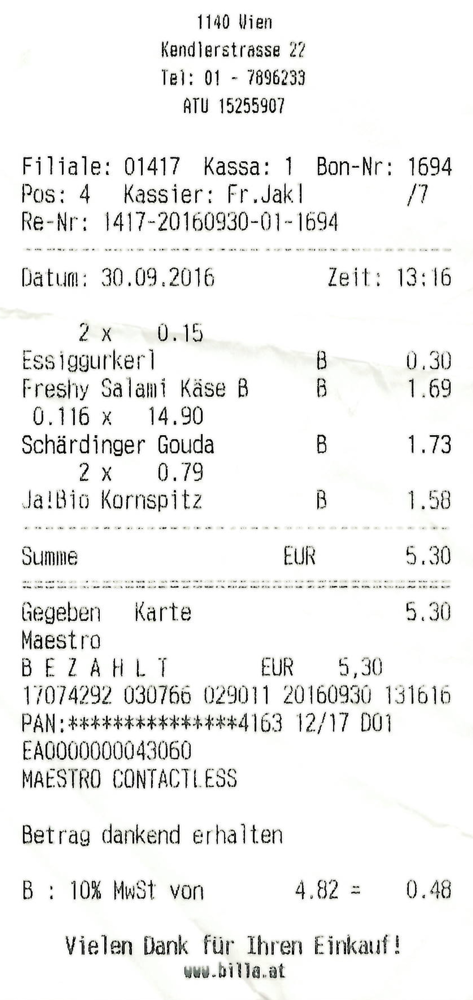 1140 Wien
Kendlerstrasse 22
Tel: 01 - 7896233
ATU 15255907
Filiale: 01417 Kassa: 1 Bon-Nr: 1694
Pos: 4 Kassier: Fr.Jakl /7
Re-Nr: 1417-20160930-01-1694
Datum: 30.09.2016 Zeit: 13:16
2 x 0.15
Essiggurkerl B 0.30
Freshy Salami Käse B B 1.69
0.116 x 14.90
Schärdinger Gouda B 1.73
2 x 0.79
Ja!Bio Kornspitz B 1.58
Summe EUR 5.30
Gegeben Karte 5.30
Maestro
B E Z A H L T EUR 5,30
17074292 030766 029011 20160930 131616
PAN:***************4163 12/17 D01
EA0000000043060
MAESTRO CONTACTLESS
Betrag dankend erhalten
B : 10% MwSt von 4.82 = 0.48
Vielen Dank für Ihren Einkauf!
www.billa.at